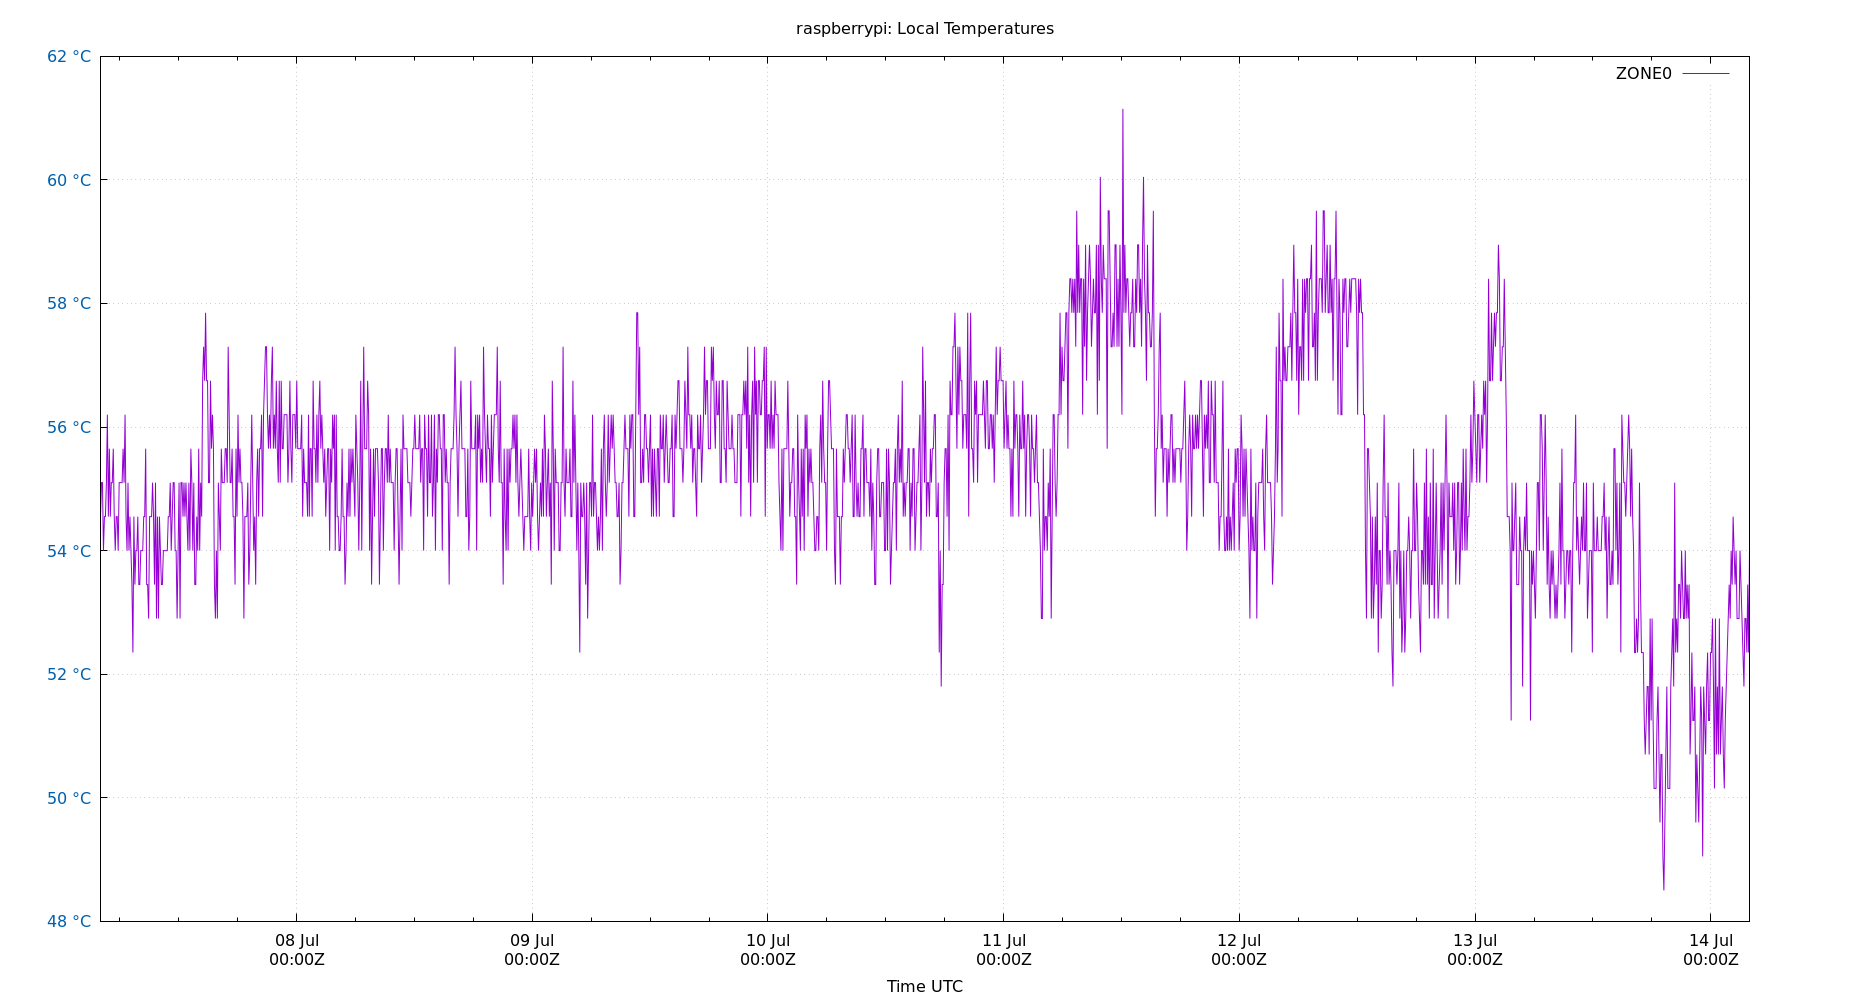 raspberrypi: Local Temperatures
62 °C
ZONE0
60 °C
58 °C
56 °C
54 °C
52 °C
50 °C
48 °C
08 Jul 09 Jul 10 Jul 11 Jul 12 Jul 13 Jul 14 Jul
00:00Z 00:00Z 00:00Z 00:00Z 00:00Z 00:00Z 00:00Z
Time UTC